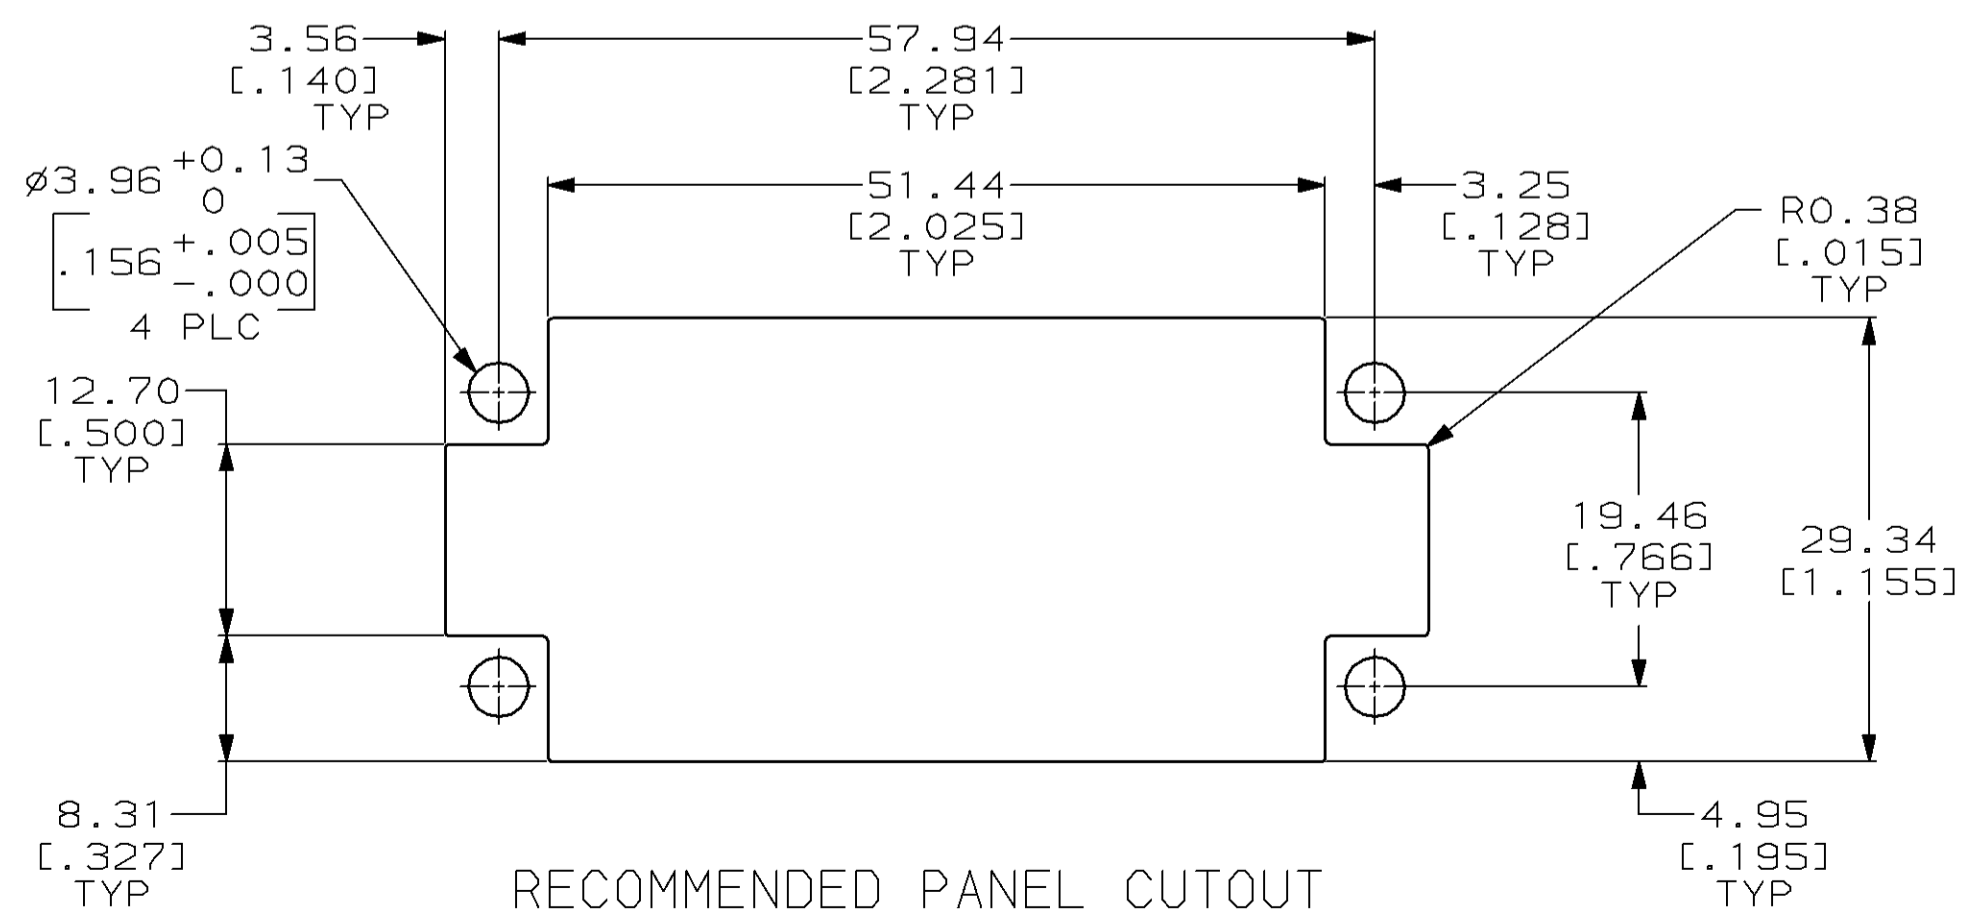 3.56
[.140]
TYP
57.94
[2.281]
TYP
⌀3.96 +0.13
0
[.156 +.005
-.000]
4 PLC
51.44
[2.025]
TYP
3.25
[.128]
TYP
R0.38
[.015]
TYP
12.70
[.500]
TYP
19.46
[.766]
TYP
29.34
[1.155]
8.31
[.327]
TYP
4.95
[.195]
TYP
RECOMMENDED PANEL CUTOUT